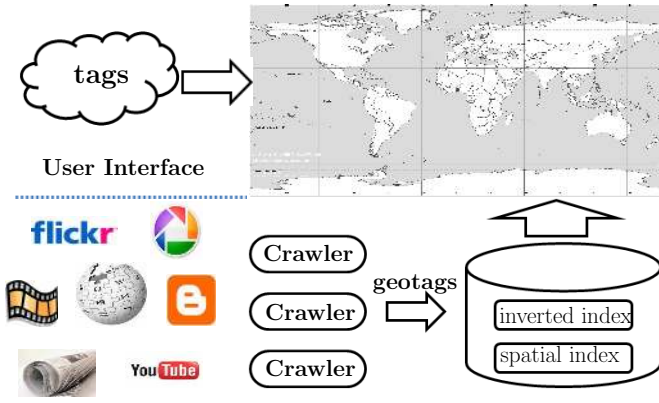 tags
User Interface
flickr
Crawler
geotags
Crawler
inverted index
spatial index
YouTube
Crawler